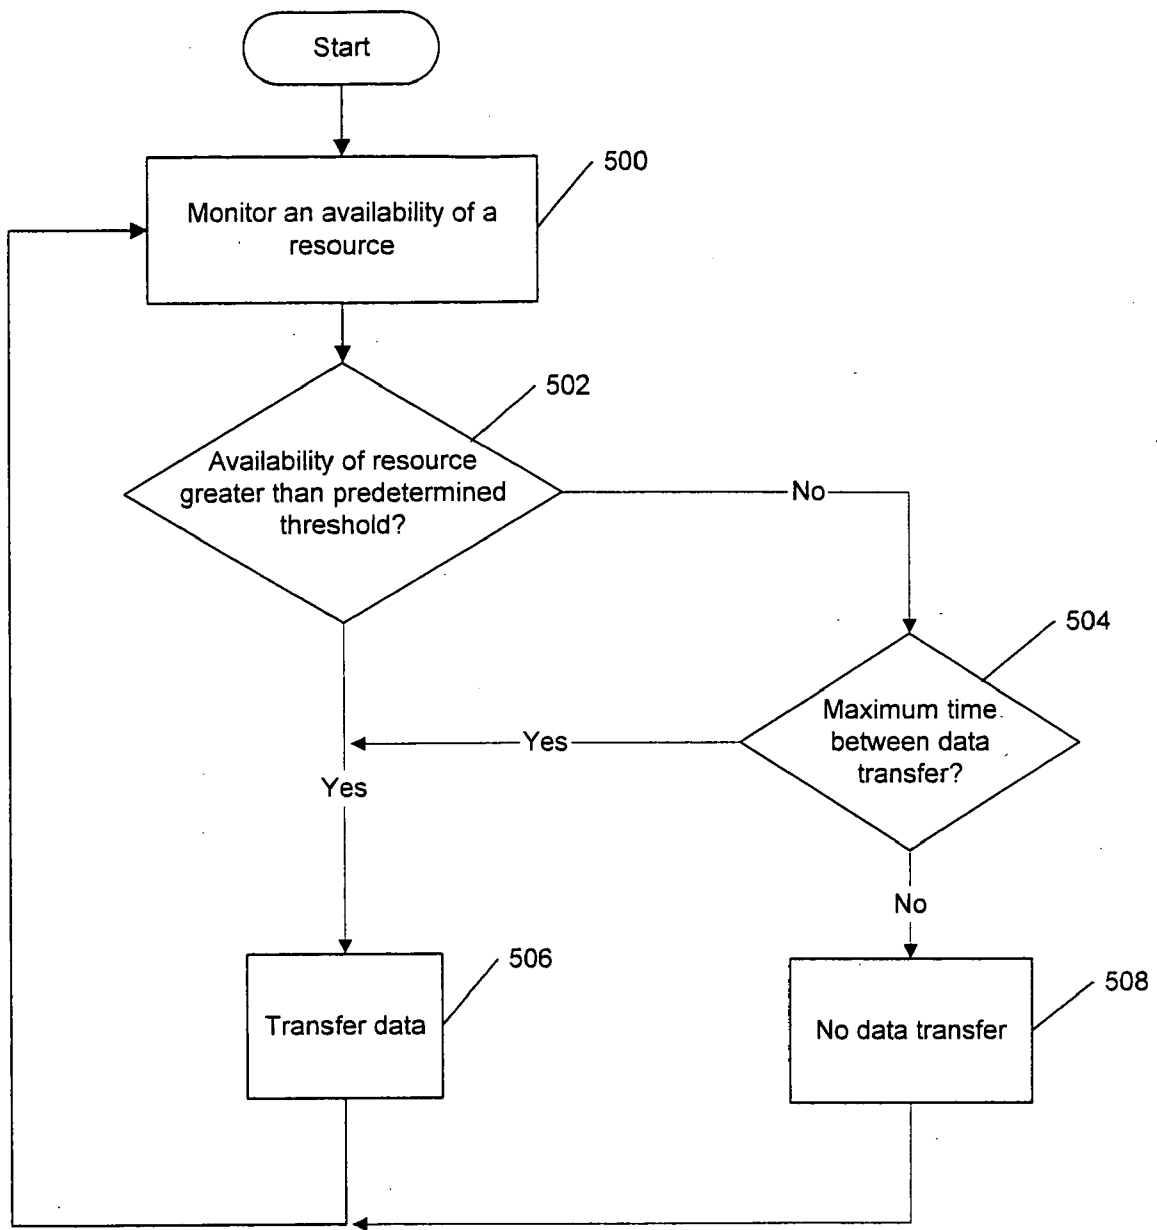 Start
500
Monitor an availability of a
resource
502
Availability of resource
greater than predetermined
threshold?
No
504
Maximum time
between data
transfer?
Yes
Yes
No
506
Transfer data
508
No data transfer